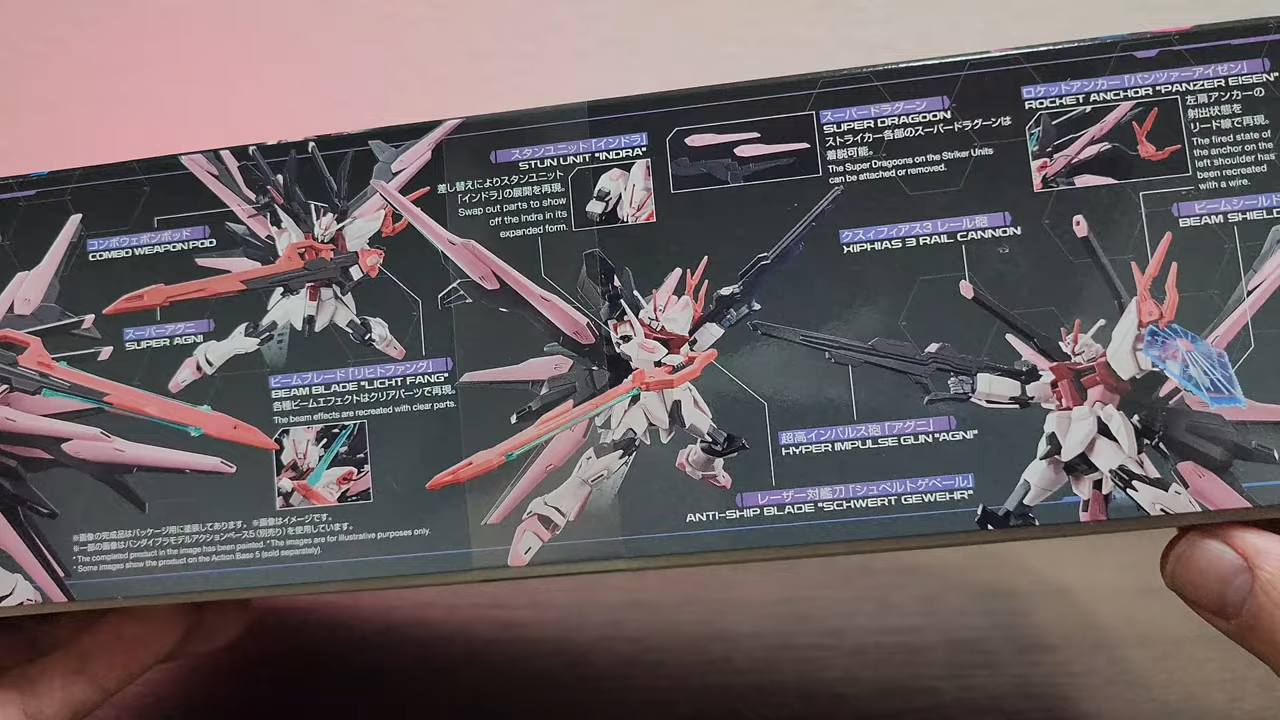 コンボウェポンポッド
COMBO WEAPON POD
スーパーアグニ
SUPER AGNI
ビームブレード「リヒトファング」
BEAM BLADE "LICHT FANG"
各種ビームエフェクトはクリアパーツで再現。
The beam effects are recreated with clear parts.
※画像の完成品はパッケージ用に塗装してあります。※画像はイメージです。
※一部の画像はバンダイプラモデルアクションベース5(別売り)を使用しています。
* The completed product in the image has been painted. * The images are for illustrative purposes only.
* Some images show the product on the Action Base 5 (sold separately).
スタンユニット「インドラ」
STUN UNIT "INDRA"
差し替えによりスタンユニット
「インドラ」の展開を再現。
Swap out parts to show
off the Indra in its
expanded form.
スーパードラグーン
SUPER DRAGOON
ストライカー各部のスーパードラグーンは
着脱可能。
The Super Dragoons on the Striker Units
can be attached or removed.
超高インパルス砲「アグニ」
HYPER IMPULSE GUN "AGNI"
レーザー対艦刀「シュベルトゲベール」
ANTI-SHIP BLADE "SCHWERT GEWEHR"
クスィフィアス3 レール砲
XIPHIAS 3 RAIL CANNON
ロケットアンカー「パンツァーアイゼン」
ROCKET ANCHOR "PANZER EISEN"
左肩アンカーの
射出状態を
リード線で再現。
The fired state of
the anchor on the
left shoulder has
been recreated
with a wire.
ビームシールド
BEAM SHIELD